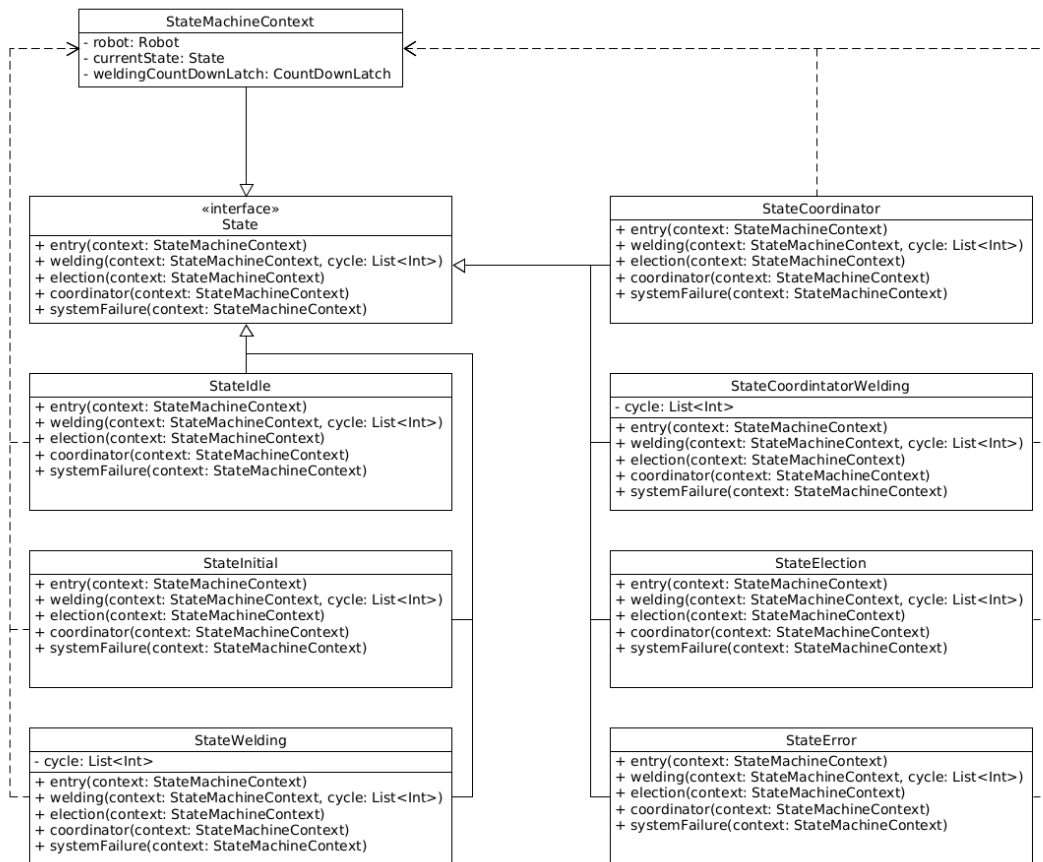 StateMachineContext
- robot: Robot
- currentState: State
- weldingCountDownLatch: CountDownLatch
«interface»
State
+ entry(context: StateMachineContext)
+ welding(context: StateMachineContext, cycle: List<Int>)
+ election(context: StateMachineContext)
+ coordinator(context: StateMachineContext)
+ systemFailure(context: StateMachineContext)
StateCoordinator
+ entry(context: StateMachineContext)
+ welding(context: StateMachineContext, cycle: List<Int>)
+ election(context: StateMachineContext)
+ coordinator(context: StateMachineContext)
+ systemFailure(context: StateMachineContext)
StateIdle
+ entry(context: StateMachineContext)
+ welding(context: StateMachineContext, cycle: List<Int>)
+ election(context: StateMachineContext)
+ coordinator(context: StateMachineContext)
+ systemFailure(context: StateMachineContext)
StateCoordintatorWelding
- cycle: List<Int>
+ entry(context: StateMachineContext)
+ welding(context: StateMachineContext, cycle: List<Int>)
+ election(context: StateMachineContext)
+ coordinator(context: StateMachineContext)
+ systemFailure(context: StateMachineContext)
StateInitial
+ entry(context: StateMachineContext)
+ welding(context: StateMachineContext, cycle: List<Int>)
+ election(context: StateMachineContext)
+ coordinator(context: StateMachineContext)
+ systemFailure(context: StateMachineContext)
StateElection
+ entry(context: StateMachineContext)
+ welding(context: StateMachineContext, cycle: List<Int>)
+ election(context: StateMachineContext)
+ coordinator(context: StateMachineContext)
+ systemFailure(context: StateMachineContext)
StateWelding
- cycle: List<Int>
+ entry(context: StateMachineContext)
+ welding(context: StateMachineContext, cycle: List<Int>)
+ election(context: StateMachineContext)
+ coordinator(context: StateMachineContext)
+ systemFailure(context: StateMachineContext)
StateError
+ entry(context: StateMachineContext)
+ welding(context: StateMachineContext, cycle: List<Int>)
+ election(context: StateMachineContext)
+ coordinator(context: StateMachineContext)
+ systemFailure(context: StateMachineContext)